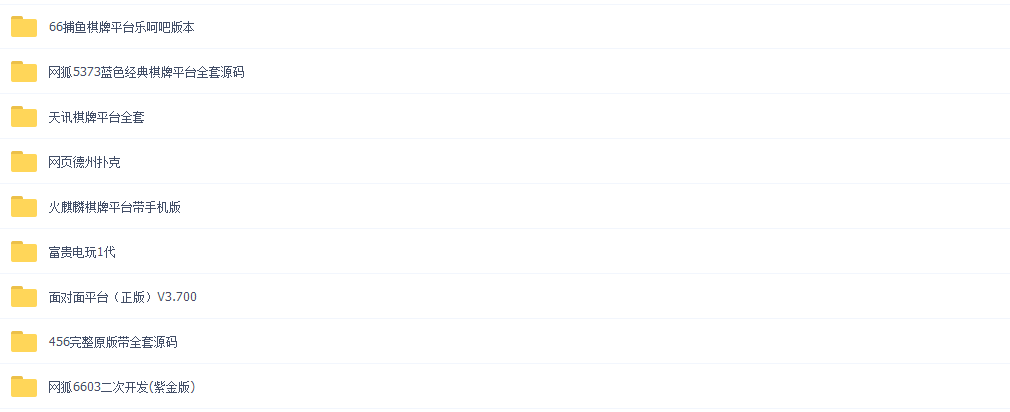 66捕鱼棋牌平台乐呵吧版本
网狐5373蓝色经典棋牌平台全套源码
天讯棋牌平台全套
网页德州扑克
火麒麟棋牌平台带手机版
富贵电玩1代
面对面平台（正版）V3.700
456完整原版带全套源码
网狐6603二次开发(紫金版)